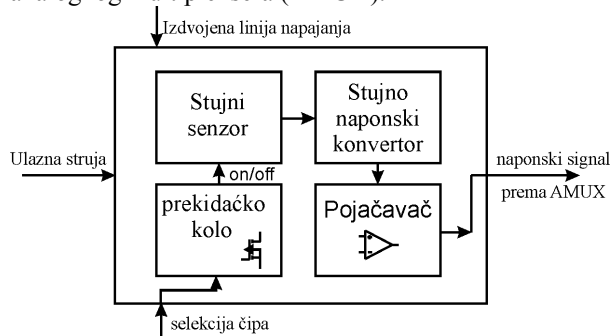 Izdvojena linija napajanja
Stujni
senzor
Stujno
naponski
konvertor
Ulazna struja
on/off
naponski signal
prema AMUX
prekidaćko
kolo
Pojačavač
selekcija čipa